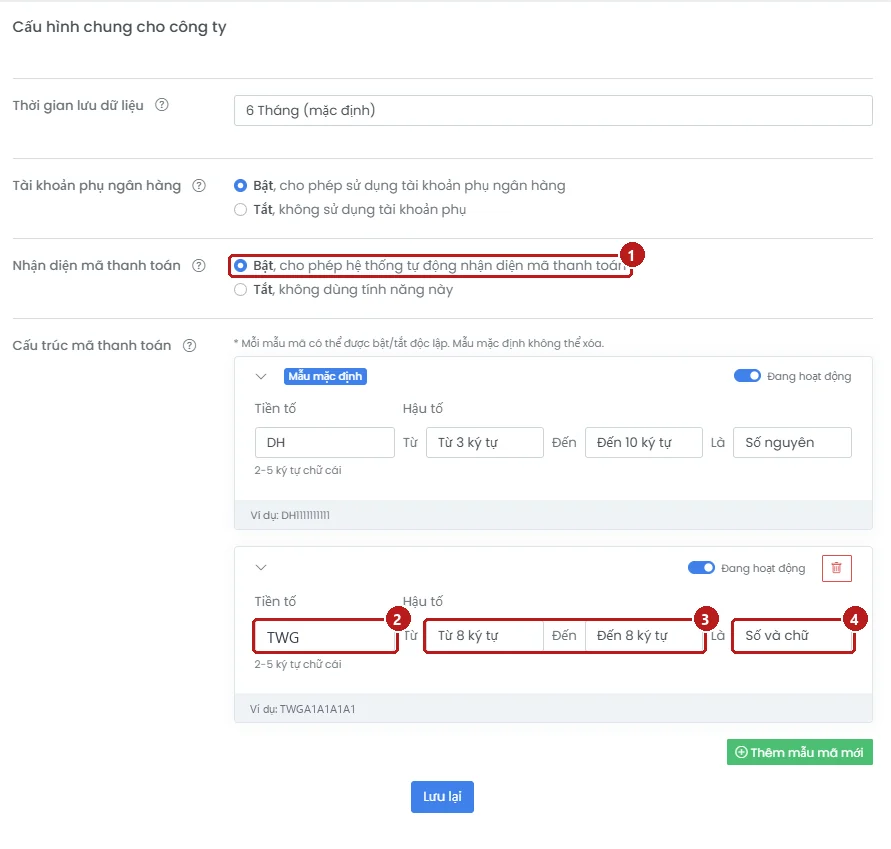 Cấu hình chung cho công ty
Thời gian lưu dữ liệu
6 Tháng (mặc định)
Tài khoản phụ ngân hàng
Bật, cho phép sử dụng tài khoản phụ ngân hàng
Tắt, không sử dụng tài khoản phụ
Nhận diện mã thanh toán
Bật, cho phép hệ thống tự động nhận diện mã thanh toán
1
Tắt, không dùng tính năng này
Cấu trúc mã thanh toán
* Mỗi mẫu mã có thể được bật/tắt độc lập. Mẫu mặc định không thể xóa.
Mẫu mặc định
Đang hoạt động
Tiền tố Hậu tố
DH Từ Từ 3 ký tự Đến Đến 10 ký tự Là Số nguyên
2-5 ký tự chữ cái
Ví dụ: DH1111111111
Đang hoạt động
Tiền tố Hậu tố
2 3 4
TWG Từ Từ 8 ký tự Đến Đến 8 ký tự Là Số và chữ
2-5 ký tự chữ cái
Ví dụ: TWGA1A1A1A1
Thêm mẫu mã mới
Lưu lại